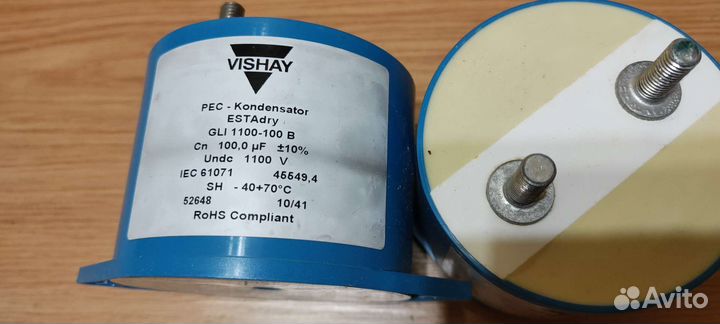 VISHAY
PEC - Kondensator
ESTAdry
GLI 1100-100 B
Cn 100,0 µF ±10%
Undc 1100 V
IEC 61071 45549,4
SH - 40+70°C
52648 10/41
RoHS Compliant
Avito